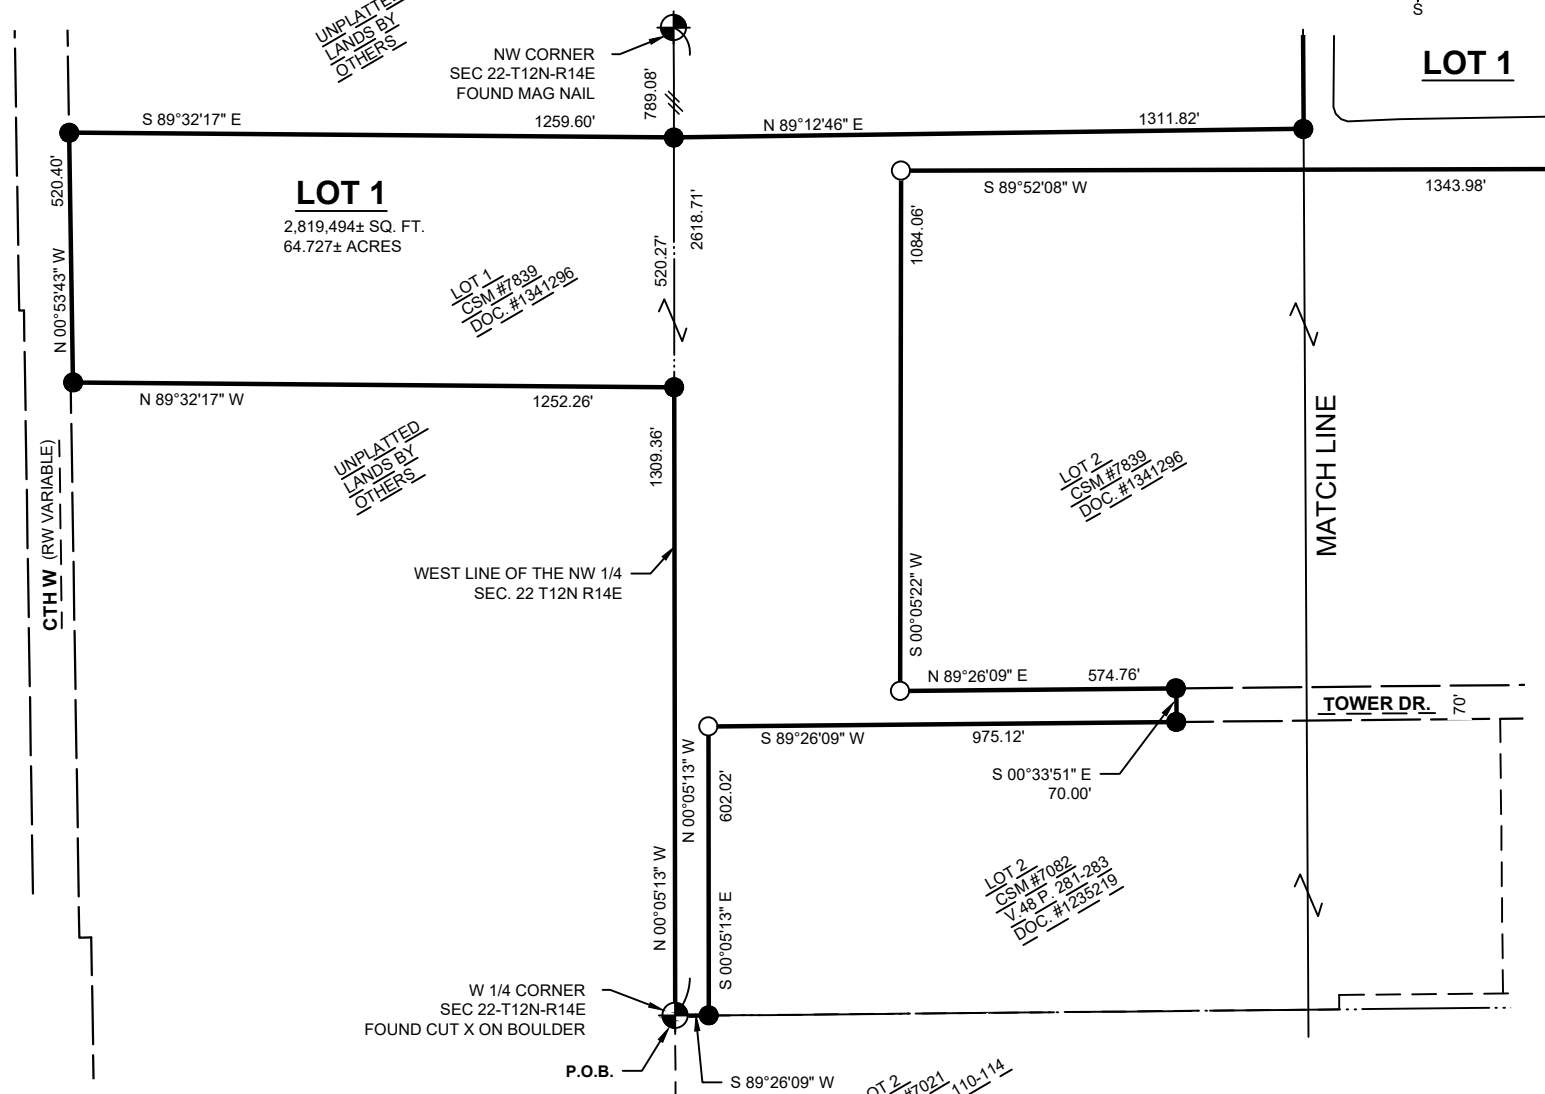 UNPLATTED
LANDS BY
OTHERS
S
NW CORNER
SEC 22-T12N-R14E
FOUND MAG NAIL
789.08'
LOT 1
S 89°32'17" E
1259.60'
N 89°12'46" E
1311.82'
520.40'
N 00°53'43" W
LOT 1
2,819,494± SQ. FT.
64.727± ACRES
LOT 1
CSM #7839
DOC. #1341296
520.27'
2618.71'
S 89°52'08" W
1343.98'
1084.06'
S 00°05'22" W
N 89°32'17" W
1252.26'
UNPLATTED
LANDS BY
OTHERS
1309.36'
CTH W (RW VARIABLE)
LOT 2
CSM #7839
DOC. #1341296
MATCH LINE
WEST LINE OF THE NW 1/4
SEC. 22 T12N R14E
N 89°26'09" E
574.76'
TOWER DR.
70'
S 89°26'09" W
975.12'
S 00°33'51" E
70.00'
N 00°05'13" W
602.02'
N 00°05'13" W
S 00°05'13" E
LOT 2
CSM #7082
V.48 P. 281-283
DOC. #1235219
W 1/4 CORNER
SEC 22-T12N-R14E
FOUND CUT X ON BOULDER
P.O.B.
S 89°26'09" W
OT 2
#7021
110-114